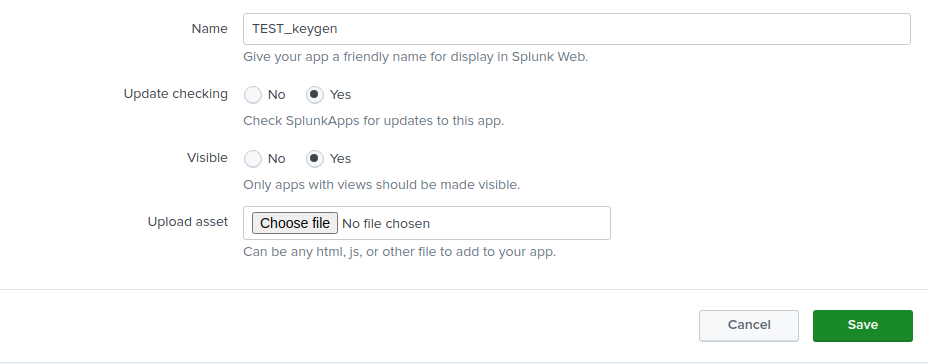 Name TEST_keygen
Give your app a friendly name for display in Splunk Web.
Update checking No Yes
Check SplunkApps for updates to this app.
Visible No Yes
Only apps with views should be made visible.
Upload asset Choose file No file chosen
Can be any html, js, or other file to add to your app.
Cancel Save